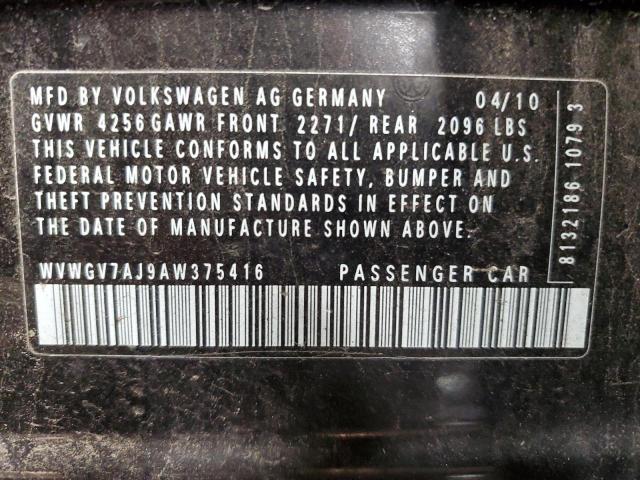 MFD BY VOLKSWAGEN AG GERMANY 04/10
GVWR 4256 GAWR FRONT 2271/ REAR 2096 LBS
THIS VEHICLE CONFORMS TO ALL APPLICABLE U.S.
FEDERAL MOTOR VEHICLE SAFETY, BUMPER AND
THEFT PREVENTION STANDARDS IN EFFECT ON
THE DATE OF MANUFACTURE SHOWN ABOVE.
WVWGV7AJ9AW375416 PASSENGER CAR
8132186 1079 3